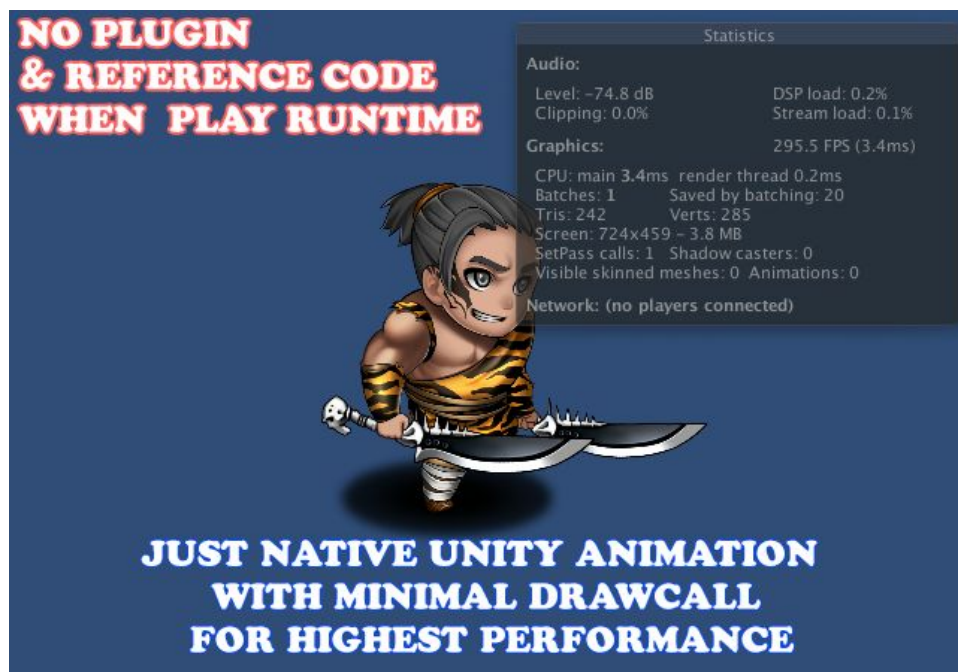 NO PLUGIN
& REFERENCE CODE
WHEN PLAY RUNTIME
Statistics
Audio:
Level: -74.8 dB DSP load: 0.2%
Clipping: 0.0% Stream load: 0.1%
Graphics: 295.5 FPS (3.4ms)
CPU: main 3.4ms render thread 0.2ms
Batches: 1 Saved by batching: 20
Tris: 242 Verts: 285
Screen: 724x459 – 3.8 MB
SetPass calls: 1 Shadow casters: 0
Visible skinned meshes: 0 Animations: 0
Network: (no players connected)
JUST NATIVE UNITY ANIMATION
WITH MINIMAL DRAWCALL
FOR HIGHEST PERFORMANCE